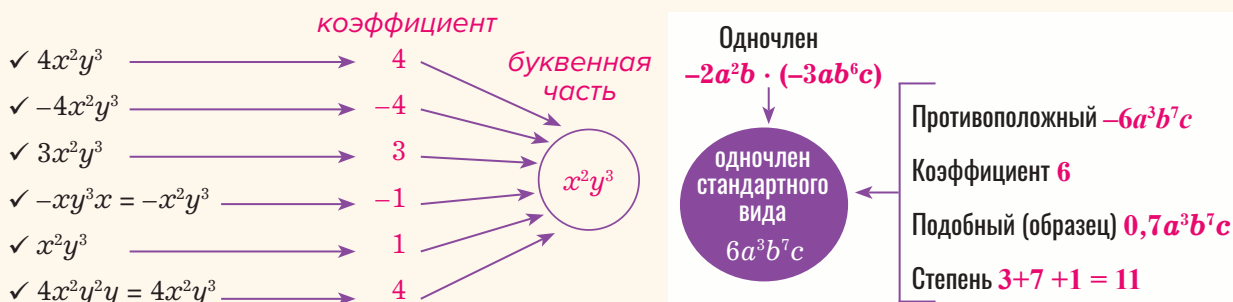 коэффициент
✓ 4x²y³ 4
✓ –4x²y³ –4
✓ 3x²y³ 3
✓ –xy³x = –x²y³ –1
✓ x²y³ 1
✓ 4x²y²y = 4x²y³ 4
буквенная
часть
x²y³
Одночлен
–2a²b · (–3ab⁶c)
одночлен
стандартного
вида
6a³b⁷c
Противоположный –6a³b⁷c
Коэффициент 6
Подобный (образец) 0,7a³b⁷c
Степень 3+7 +1 = 11